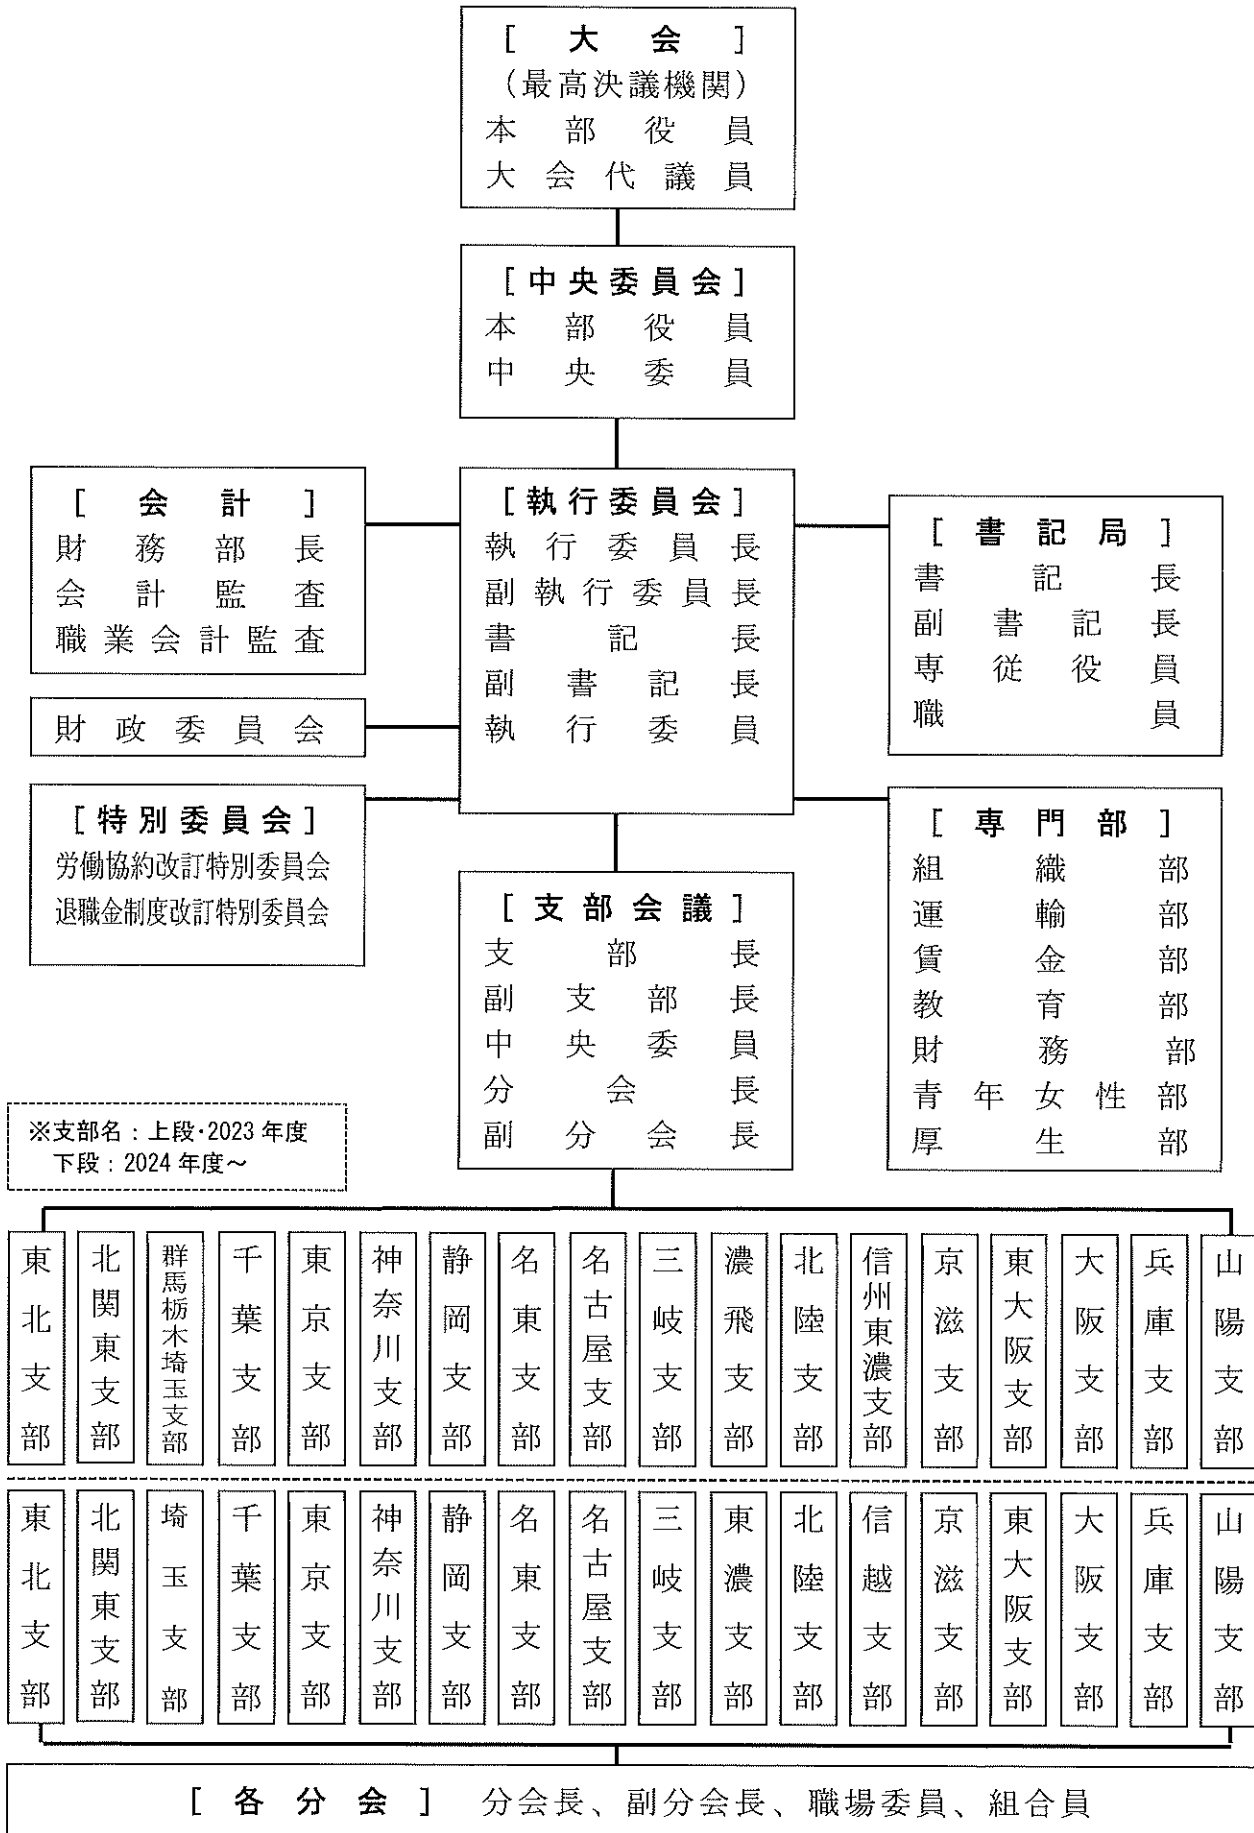 [ 大 会 ]
(最高決議機関)
本部役員
大会代議員
[中央委員会]
本部役員
中央委員
[ 会 計 ]
財務部長
会計監査
職業会計監査
財政委員会
[特別委員会]
労働協約改訂特別委員会
退職金制度改訂特別委員会
[執行委員会]
執行委員長
副執行委員長
書記長
副書記長
執行委員
[ 書 記 局 ]
書記長
副書記長
専従役員
職員
[ 専 門 部 ]
組織部
運輸部
賃金部
教育部
財務部
青年女性部
厚生部
[支部会議]
支部長
副支部長
中央委員
分会長
副分会長
※支部名:上段・2023年度
下段:2024年度~
東北支部
北関東支部
群馬栃木埼玉支部
千葉支部
東京支部
神奈川支部
静岡支部
名東支部
名古屋支部
三岐支部
濃飛支部
北陸支部
信州東濃支部
京滋支部
東大阪支部
大阪支部
兵庫支部
山陽支部
東北支部
北関東支部
埼玉支部
千葉支部
東京支部
神奈川支部
静岡支部
名東支部
名古屋支部
三岐支部
東濃支部
北陸支部
信越支部
京滋支部
東大阪支部
大阪支部
兵庫支部
山陽支部
[ 各 分 会 ] 分会長、副分会長、職場委員、組合員